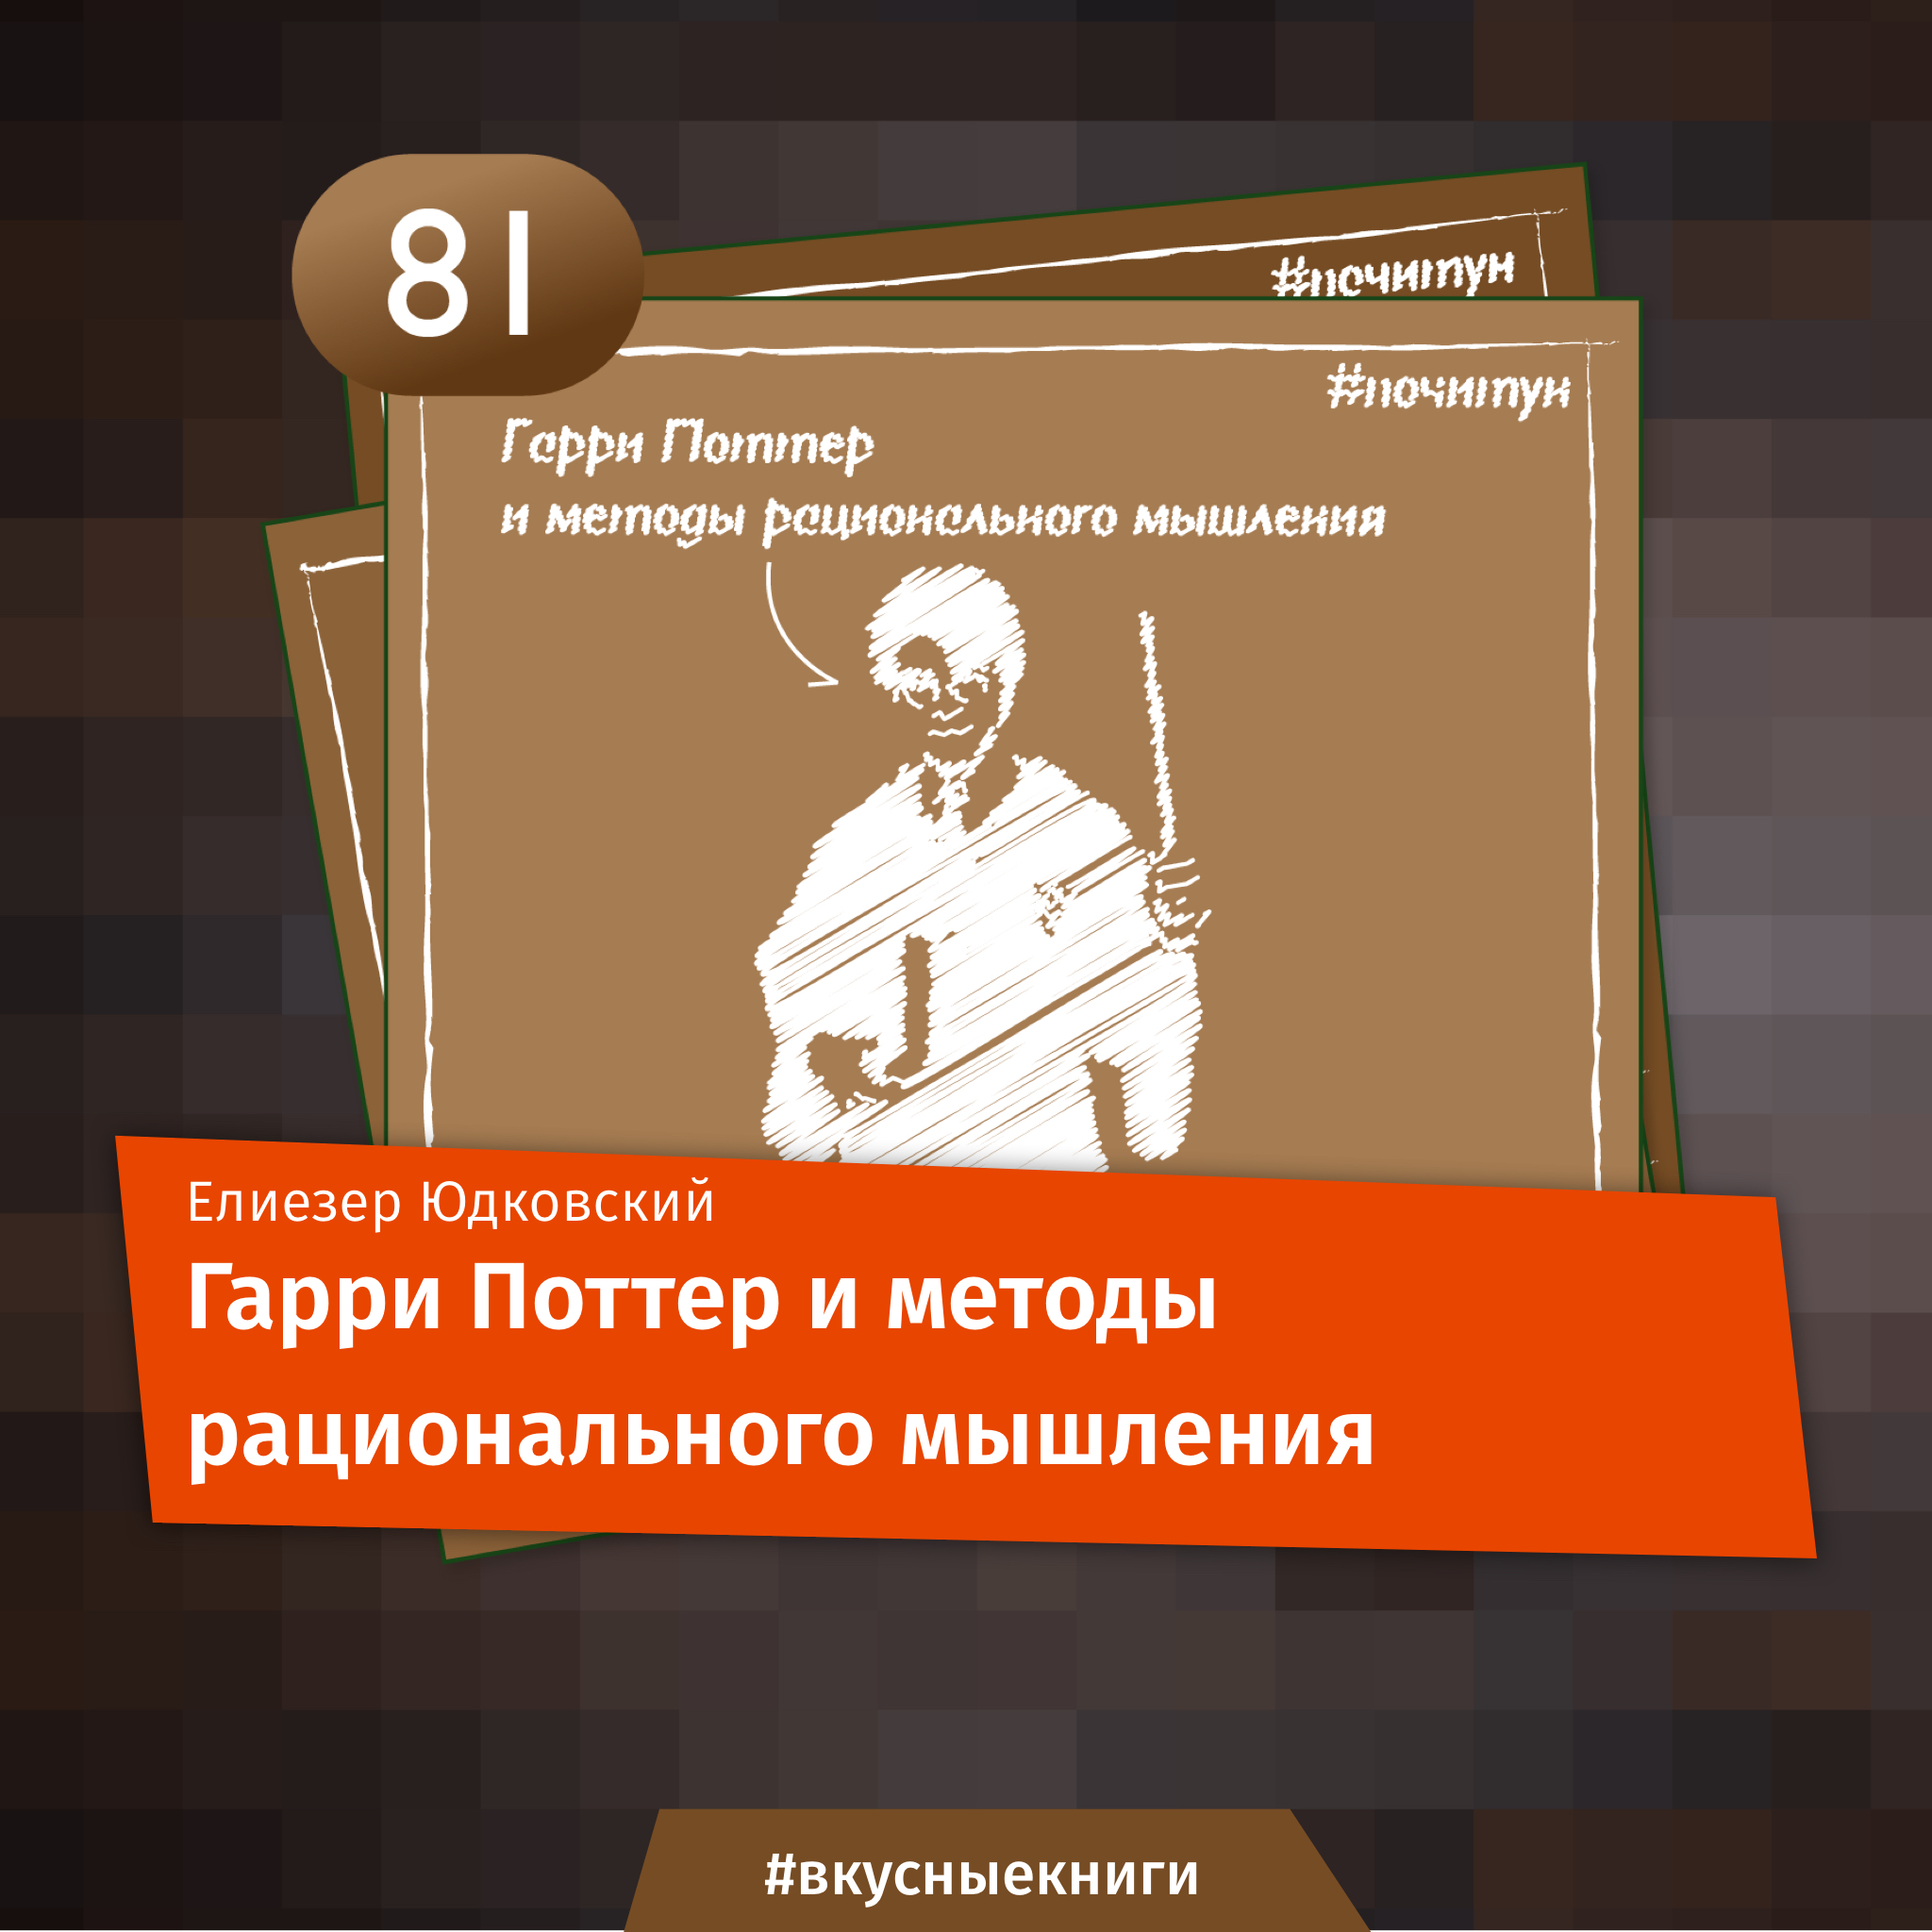 81
#почитун
#почитун
Гарри Поттер
и методы рационального мышления
Елиезер Юдковский
Гарри Поттер и методы
рационального мышления
#вкусныекниги